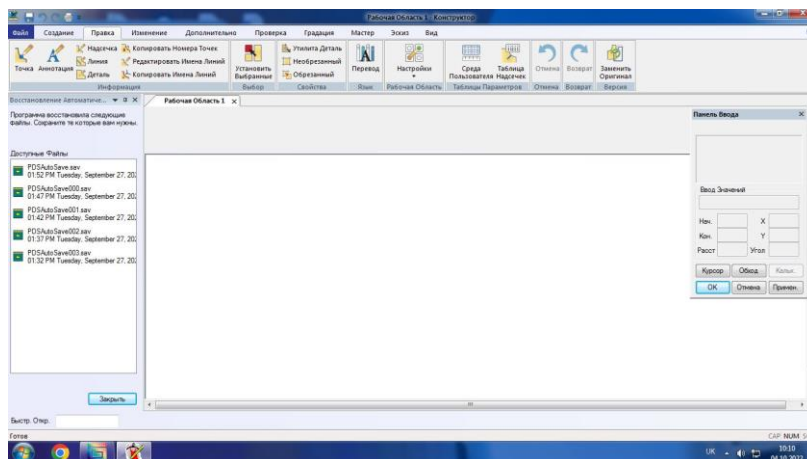 Рабочая Область 1 - Конструктор
Файл Создание Правка Изменение Дополнительно Проверка Градация Мастер Эскиз Вид
Точка
Аннотация
Надсечка
Линия
Деталь
Копировать Номера Точек
Редактировать Имена Линий
Копировать Имена Линий
Информация
Установить Выбранные
Выбор
Утилита Деталь
Необрезанный
Обрезанный
Свойства
Перевод
Язык
Настройки
Рабочая Область
Среда Пользователя
Таблица Надсечек
Таблицы Параметров
Отмена
Отмена
Возврат
Возврат
Заменить Оригинал
Версия
Восстановление Автоматиче...
Рабочая Область 1 x
Программа восстановила следующие
файлы. Сохраните те которые вам нужны.
Доступные Файлы
PDSAutoSave.sav
01:52 PM Tuesday, September 27, 20
PDSAutoSave000.sav
01:47 PM Tuesday, September 27, 20
PDSAutoSave001.sav
01:42 PM Tuesday, September 27, 20
PDSAutoSave002.sav
01:37 PM Tuesday, September 27, 20
PDSAutoSave003.sav
01:32 PM Tuesday, September 27, 20
Закрыть
Быстр. Откр.
Готов
Панель Ввода
Ввод Значений
Нач. X
Кон. Y
Расст Угол
Курсор Обход Кальк.
OK Отмена Примен.
CAP NUM
UK
10:10
04.10.2022